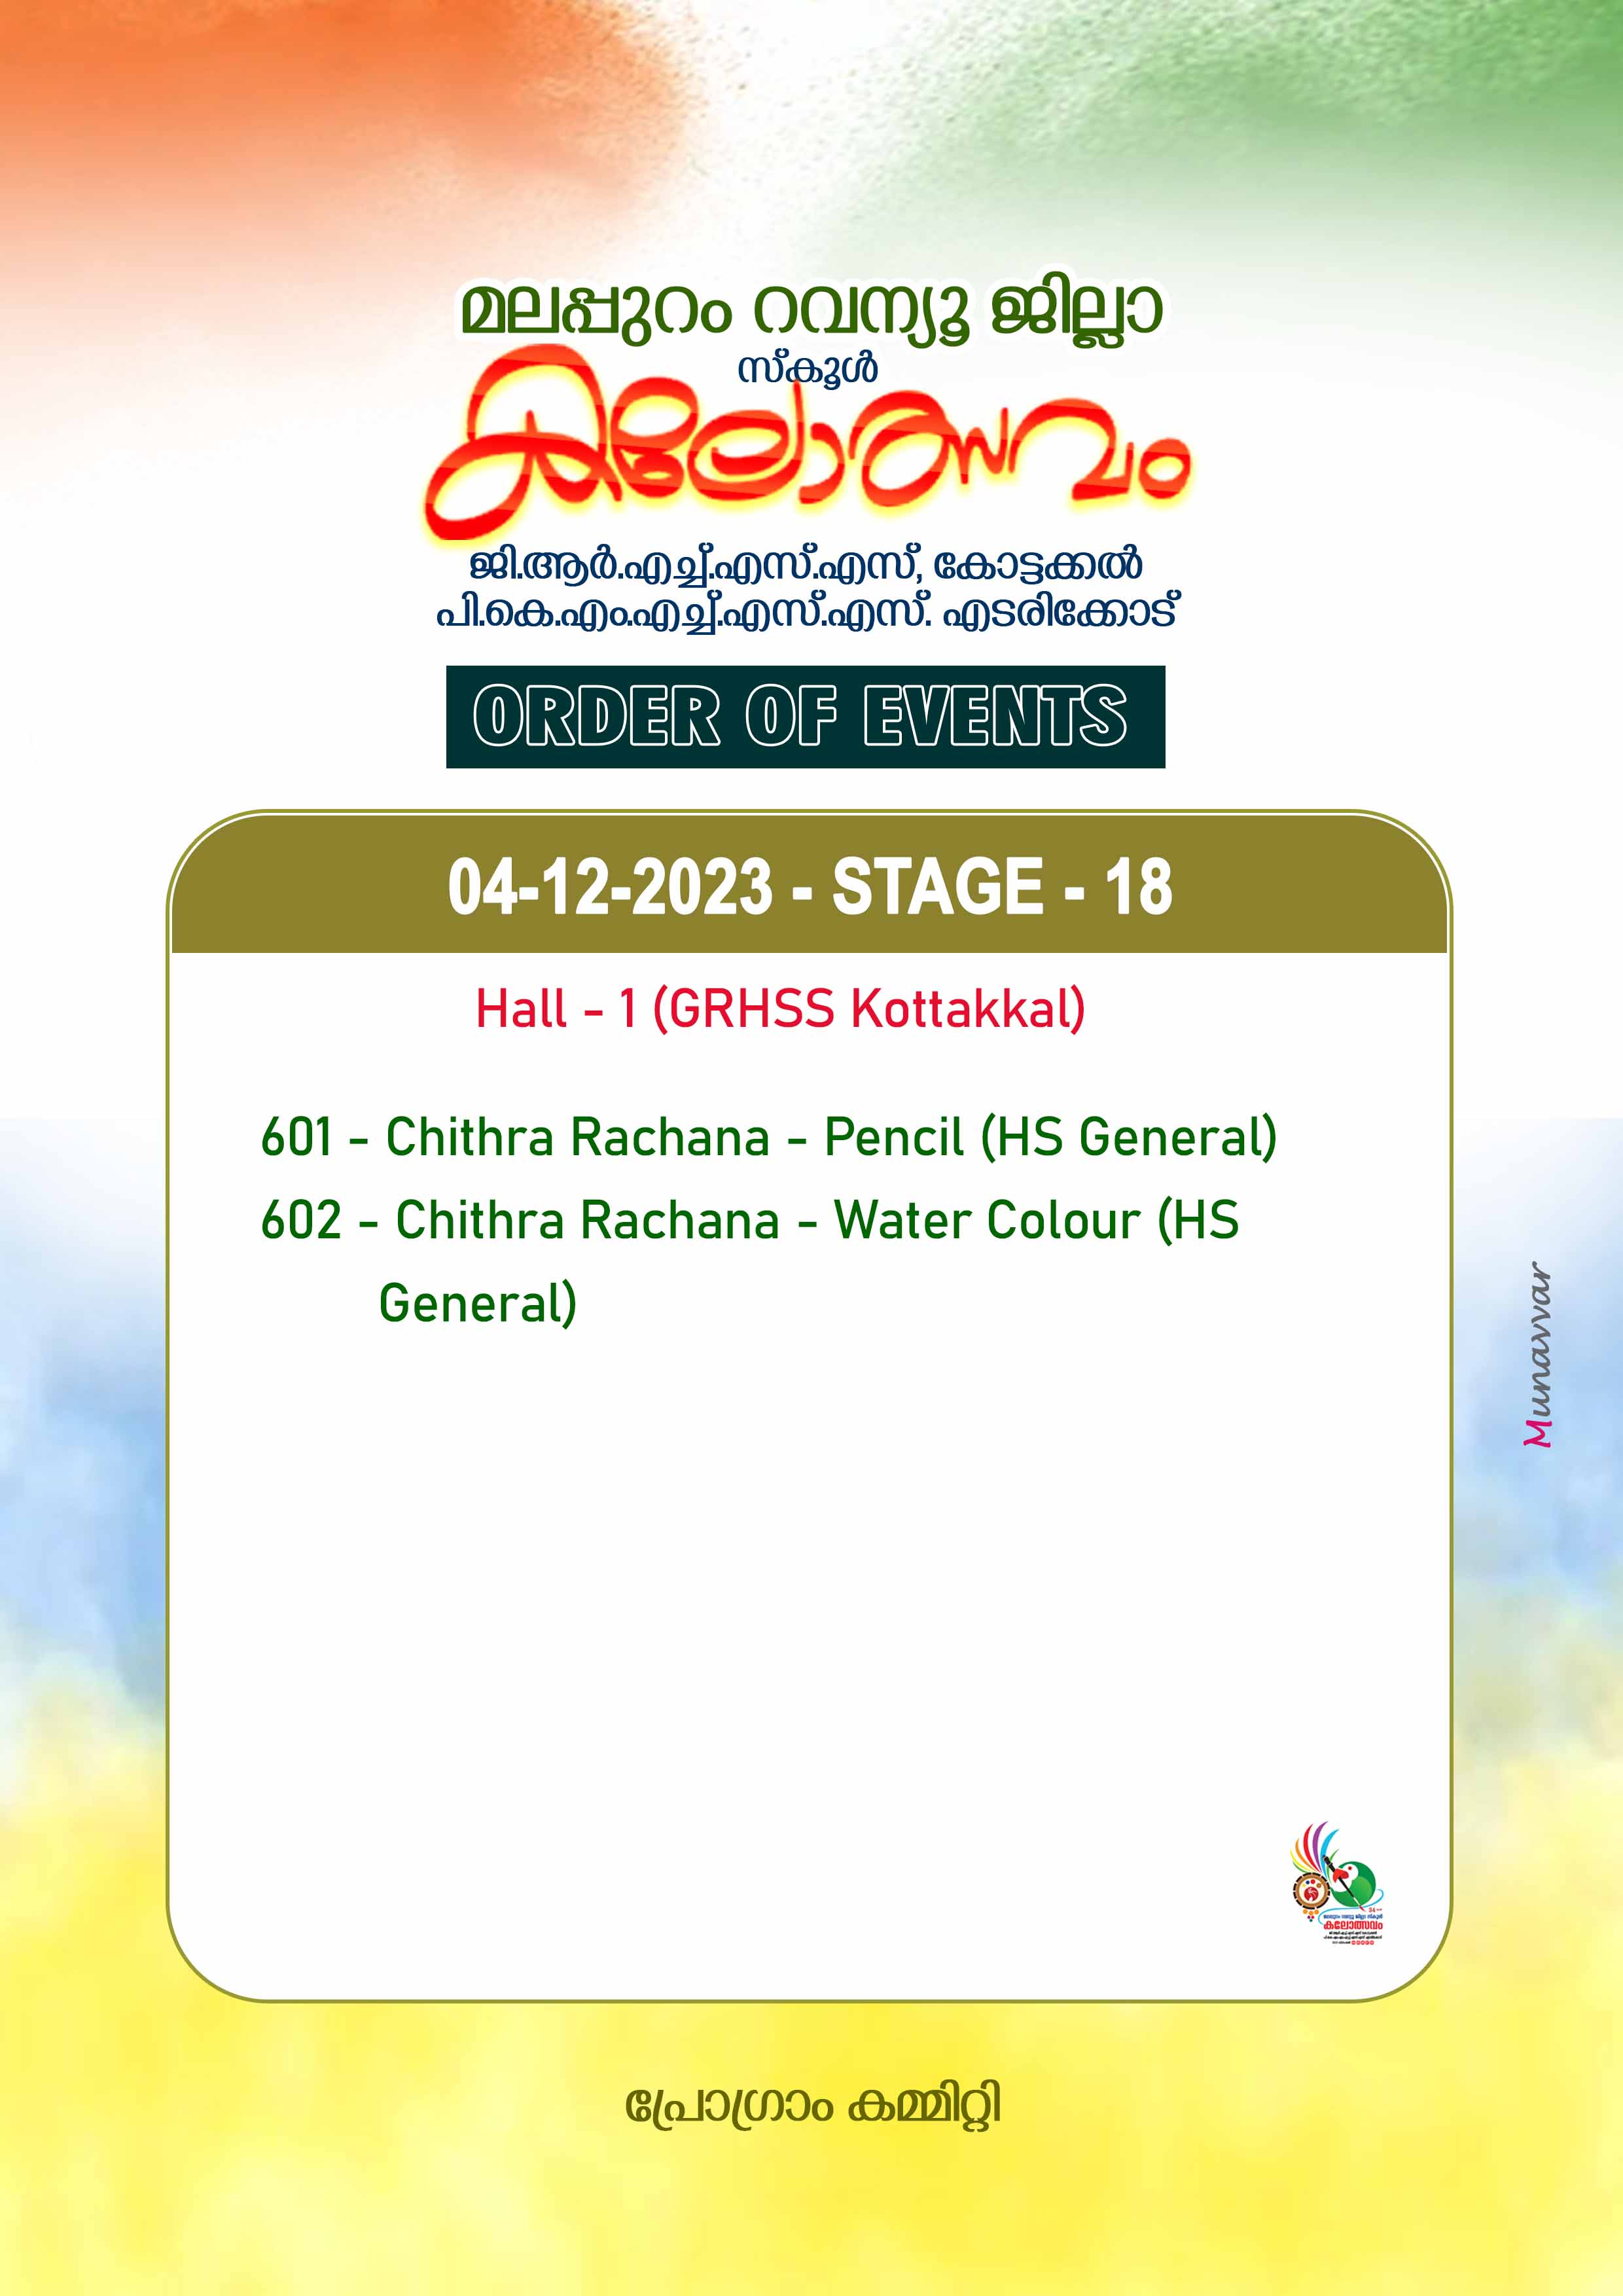 മലപ്പുറം റവന്യൂ ജില്ലാ
സ്കൂൾ
കലോത്സവം
ജി.ആർ.എച്ച്.എസ്.എസ്, കോട്ടക്കൽ
പി.കെ.എം.എച്ച്.എസ്.എസ്. എടരിക്കോട്
ORDER OF EVENTS
04-12-2023 - STAGE - 18
Hall - 1 (GRHSS Kottakkal)
601 - Chithra Rachana - Pencil (HS General)
602 - Chithra Rachana - Water Colour (HS
General)
Munavvar
കലോത്സവം
പ്രോഗ്രാം കമ്മിറ്റി